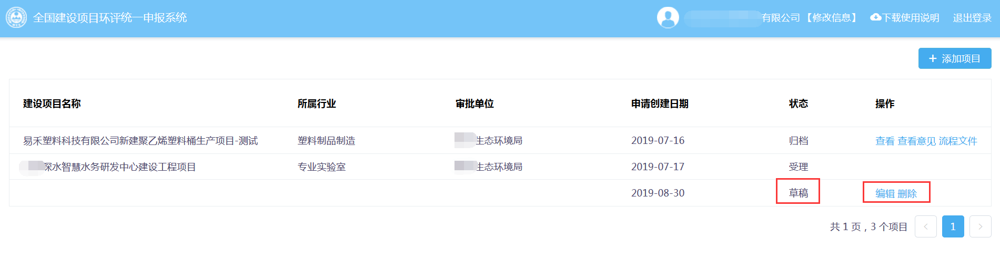 全国建设项目环评统一申报系统
有限公司 【修改信息】 下载使用说明 退出登录
+ 添加项目
建设项目名称 所属行业 审批单位 申请创建日期 状态 操作
易禾塑料科技有限公司新建聚乙烯塑料桶生产项目-测试 塑料制品制造 生态环境局 2019-07-16 归档 查看 查看意见 流程文件
深水智慧水务研发中心建设工程项目 专业实验室 生态环境局 2019-07-17 受理
2019-08-30 草稿 编辑 删除
共 1 页，3 个项目 < 1 >